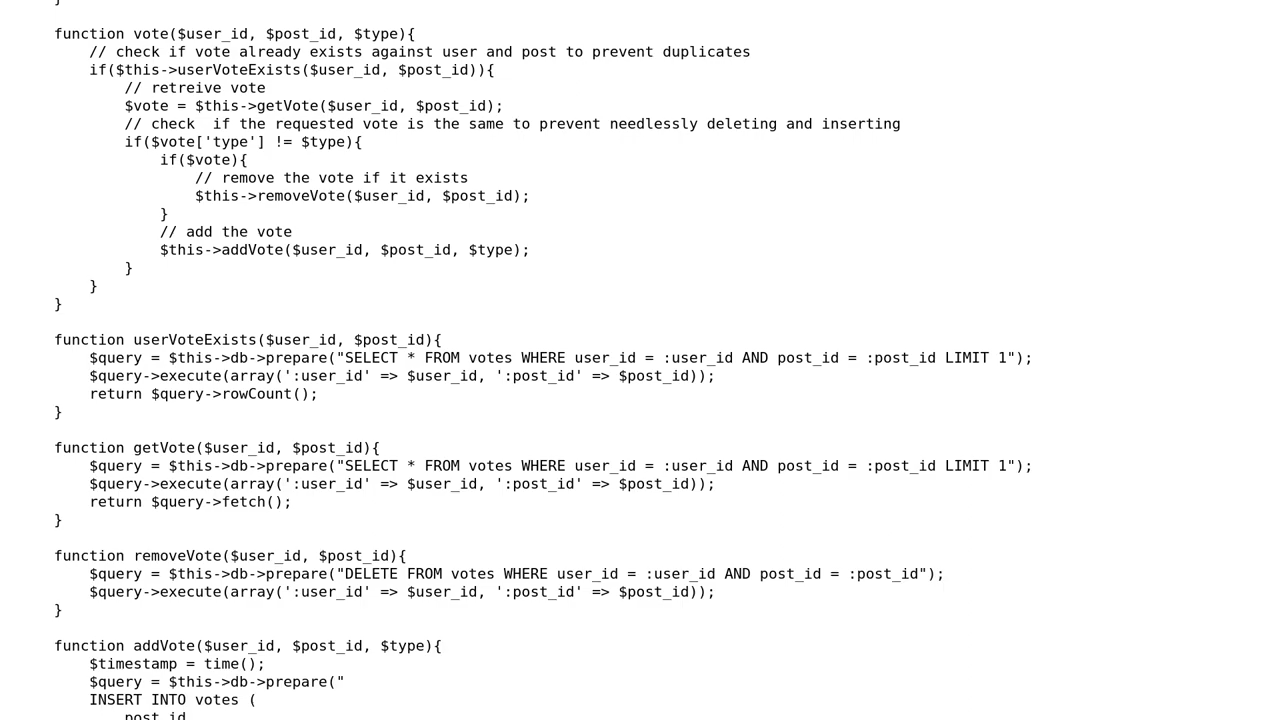 }
function vote($user_id, $post_id, $type){
// check if vote already exists against user and post to prevent duplicates
if($this->userVoteExists($user_id, $post_id)){
// retreive vote
$vote = $this->getVote($user_id, $post_id);
// check  if the requested vote is the same to prevent needlessly deleting and inserting
if($vote['type'] != $type){
if($vote){
// remove the vote if it exists
$this->removeVote($user_id, $post_id);
}
// add the vote
$this->addVote($user_id, $post_id, $type);
}
}
}
function userVoteExists($user_id, $post_id){
$query = $this->db->prepare("SELECT * FROM votes WHERE user_id = :user_id AND post_id = :post_id LIMIT 1");
$query->execute(array(':user_id' => $user_id, ':post_id' => $post_id));
return $query->rowCount();
}
function getVote($user_id, $post_id){
$query = $this->db->prepare("SELECT * FROM votes WHERE user_id = :user_id AND post_id = :post_id LIMIT 1");
$query->execute(array(':user_id' => $user_id, ':post_id' => $post_id));
return $query->fetch();
}
function removeVote($user_id, $post_id){
$query = $this->db->prepare("DELETE FROM votes WHERE user_id = :user_id AND post_id = :post_id");
$query->execute(array(':user_id' => $user_id, ':post_id' => $post_id));
}
function addVote($user_id, $post_id, $type){
$timestamp = time();
$query = $this->db->prepare("
INSERT INTO votes (
post_id